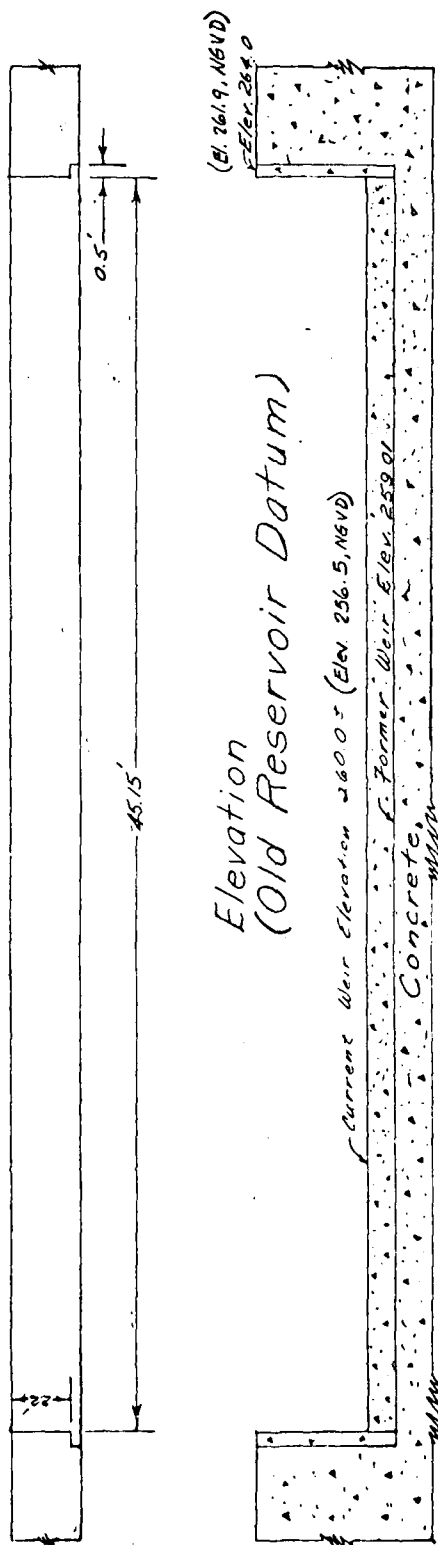 0.5'
45.15'
(El. 261.9, NGVD)
Elev. 264.0
Elevation
(Old Reservoir Datum)
Current Weir Elevation 260.0 ± (Elev. 256.5, NGVD)
Former Weir Elev. 259.01
Concrete